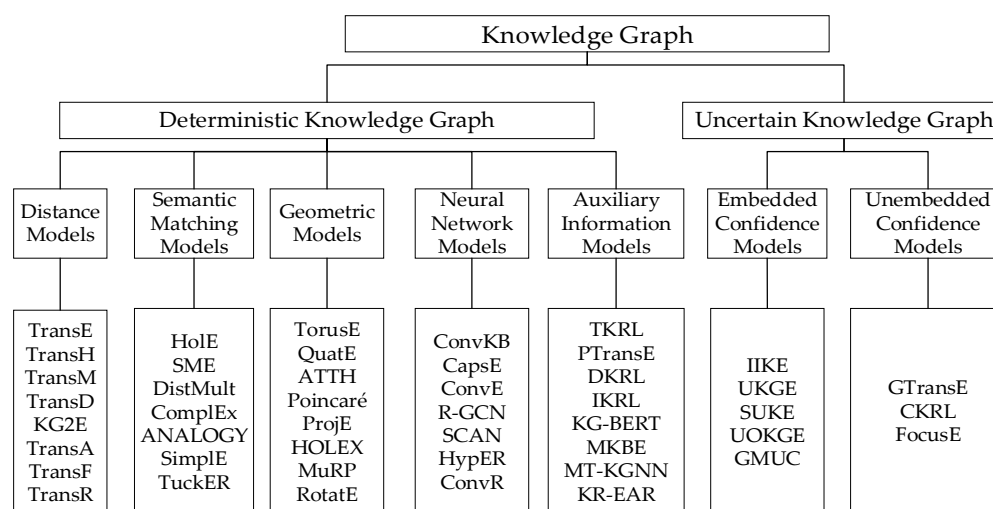 Knowledge Graph
Deterministic Knowledge Graph
Uncertain Knowledge Graph
Distance
Models
Semantic
Matching
Models
Geometric
Models
Neural
Network
Models
Auxiliary
Information
Models
Embedded
Confidence
Models
Unembedded
Confidence
Models
TransE
TransH
TransM
TransD
KG2E
TransA
TransF
TransR
HolE
SME
DistMult
ComplEx
ANALOGY
SimplE
TuckER
TorusE
QuatE
ATTH
Poincaré
ProjE
HOLEX
MuRP
RotatE
ConvKB
CapsE
ConvE
R-GCN
SCAN
HypER
ConvR
TKRL
PTransE
DKRL
IKRL
KG-BERT
MKBE
MT-KGNN
KR-EAR
IIKE
UKGE
SUKE
UOKGE
GMUC
GTransE
CKRL
FocusE